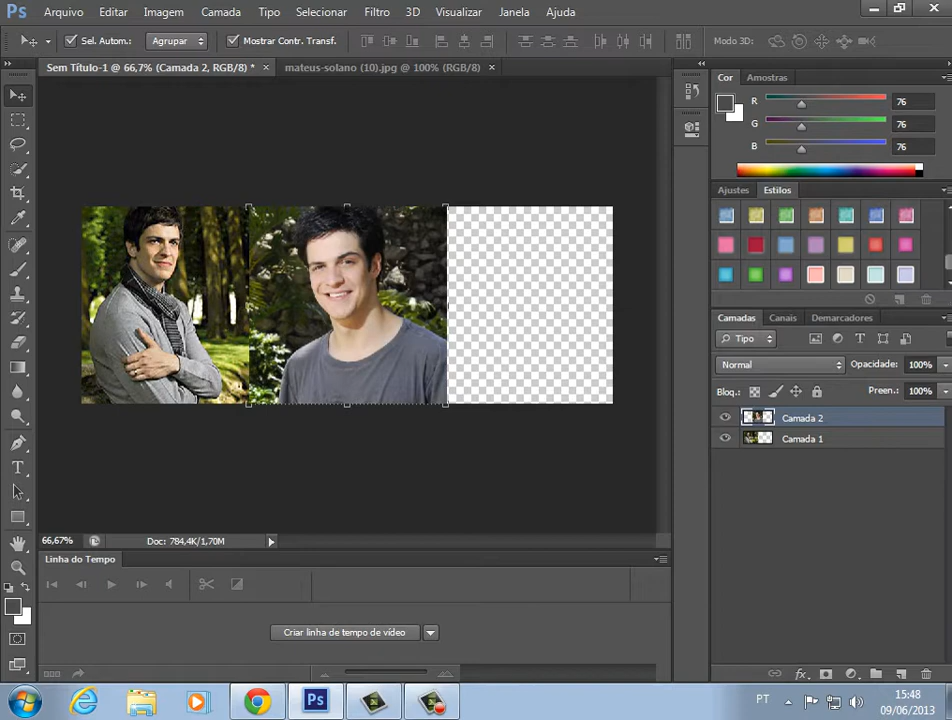 Ps Arquivo Editar Imagem Camada Tipo Selecionar Filtro 3D Visualizar Janela Ajuda
Sel. Autom.: Agrupar Mostrar Contr. Transf. Modo 3D:
Sem Título-1 @ 66,7% (Camada 2, RGB/8) * × mateus-solano (10).jpg @ 100% (RGB/8) ×
Cor Amostras
R 76
G 76
B 76
Ajustes Estilos
Camadas Canais Demarcadores
Tipo
Normal Opacidade: 100%
Bloq.: Preen.: 100%
Camada 2
Camada 1
66,67% Doc: 784,4K/1,70M
Linha do Tempo
Criar linha de tempo de vídeo
fx
Ps PT 15:48
09/06/2013